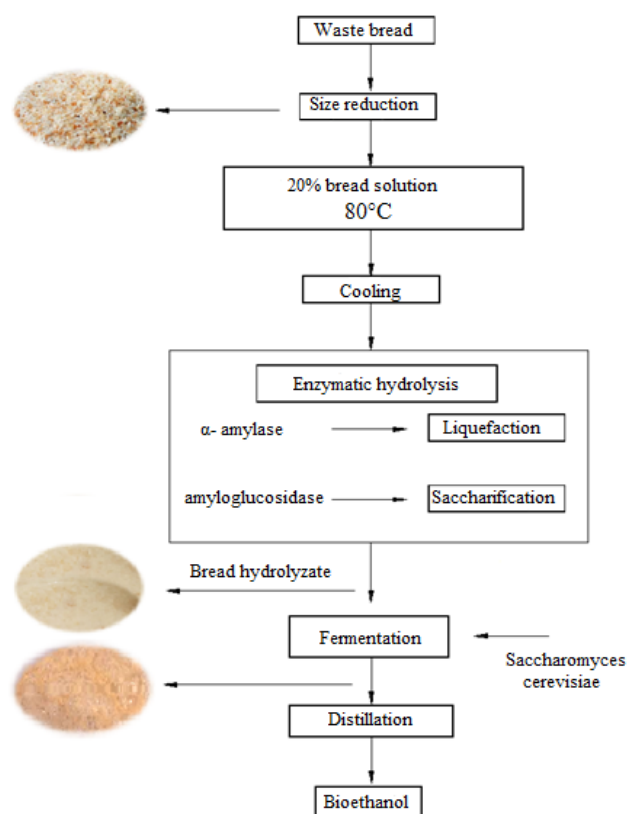 Waste bread
Size reduction
20% bread solution
80°C
Cooling
Enzymatic hydrolysis
α- amylase
Liquefaction
amyloglucosidase
Saccharification
Bread hydrolyzate
Fermentation
Saccharomyces
cerevisiae
Distillation
Bioethanol